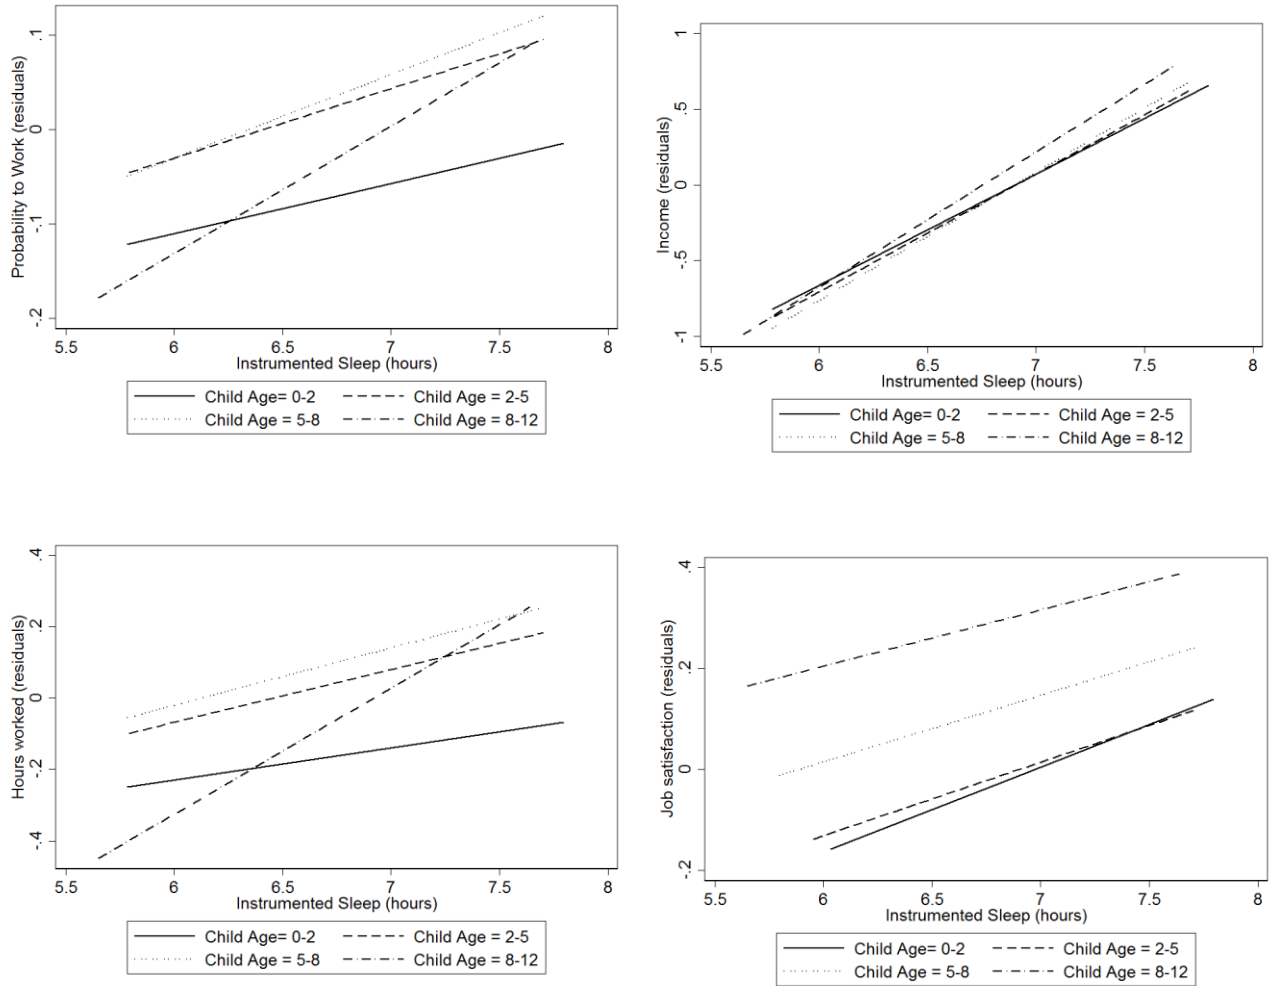 Probability to Work (residuals)
.1
0
-.1
-.2
5.5 6 6.5 7 7.5 8
Instrumented Sleep (hours)
Child Age= 0-2 Child Age = 2-5
Child Age = 5-8 Child Age = 8-12
Income (residuals)
1
.5
0
-.5
-1
5.5 6 6.5 7 7.5 8
Instrumented Sleep (hours)
Child Age= 0-2 Child Age = 2-5
Child Age = 5-8 Child Age = 8-12
Hours worked (residuals)
.4
.2
0
-.2
-.4
5.5 6 6.5 7 7.5 8
Instrumented Sleep (hours)
Child Age= 0-2 Child Age = 2-5
Child Age = 5-8 Child Age = 8-12
Job satisfaction (residuals)
.4
.2
0
-.2
5.5 6 6.5 7 7.5 8
Instrumented Sleep (hours)
Child Age= 0-2 Child Age = 2-5
Child Age = 5-8 Child Age = 8-12